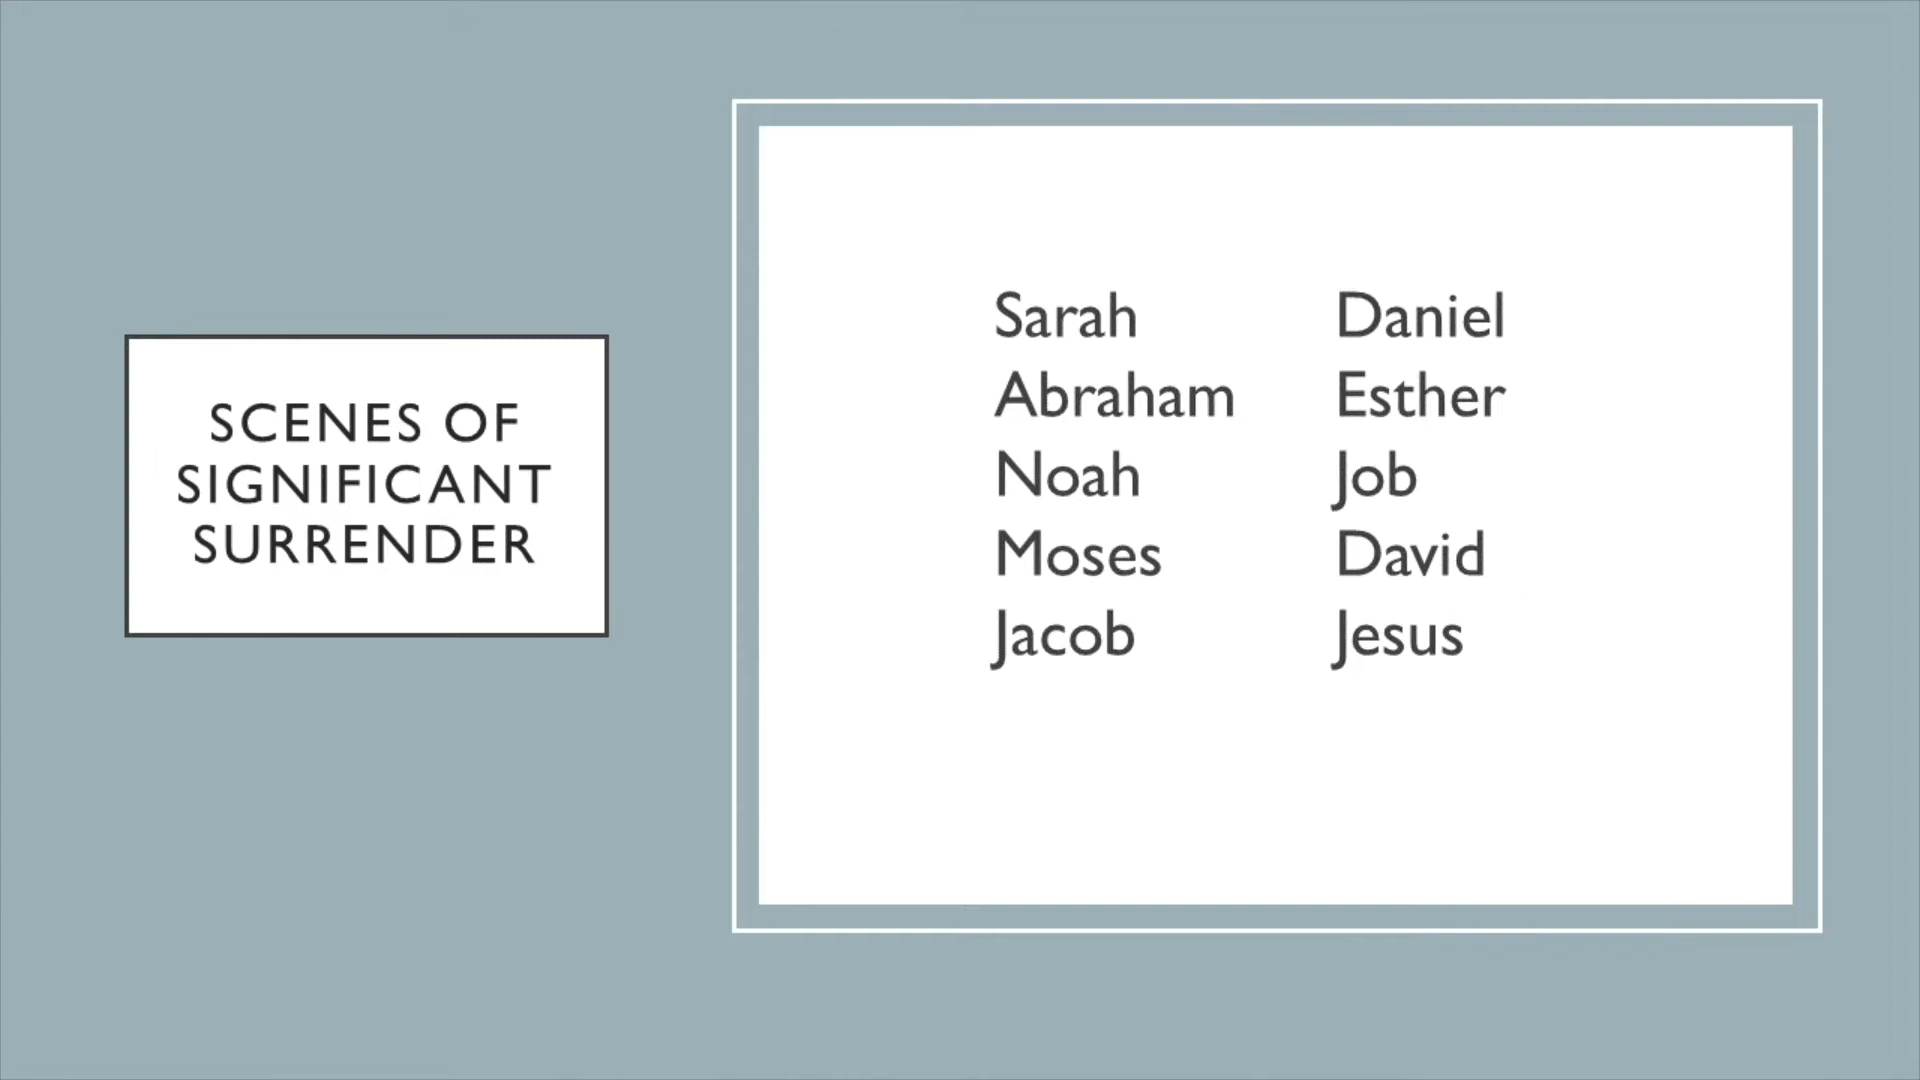 SCENES OF
SIGNIFICANT
SURRENDER
Sarah
Abraham
Noah
Moses
Jacob
Daniel
Esther
Job
David
Jesus